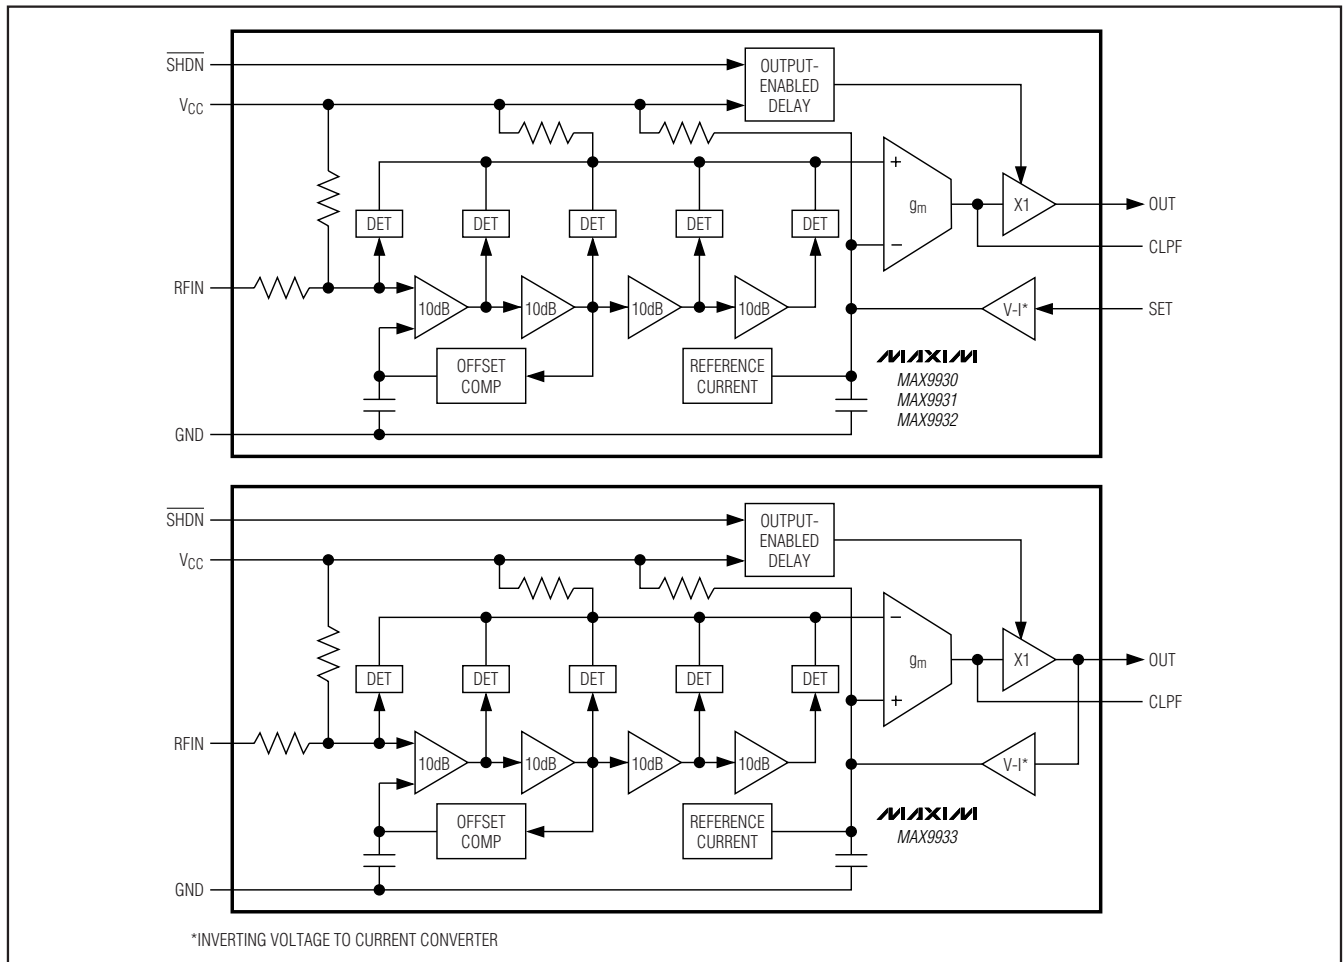 SHDN
OUTPUT-
ENABLED
DELAY
VCC
+
gm
X1
OUT
DET DET DET DET DET
−
CLPF
RFIN
10dB 10dB 10dB 10dB
V-I*
SET
OFFSET
COMP
REFERENCE
CURRENT
MAXIM
MAX9930
MAX9931
MAX9932
GND
SHDN
OUTPUT-
ENABLED
DELAY
VCC
−
gm
X1
OUT
DET DET DET DET DET
+
CLPF
RFIN
10dB 10dB 10dB 10dB
V-I*
OFFSET
COMP
REFERENCE
CURRENT
MAXIM
MAX9933
GND
*INVERTING VOLTAGE TO CURRENT CONVERTER